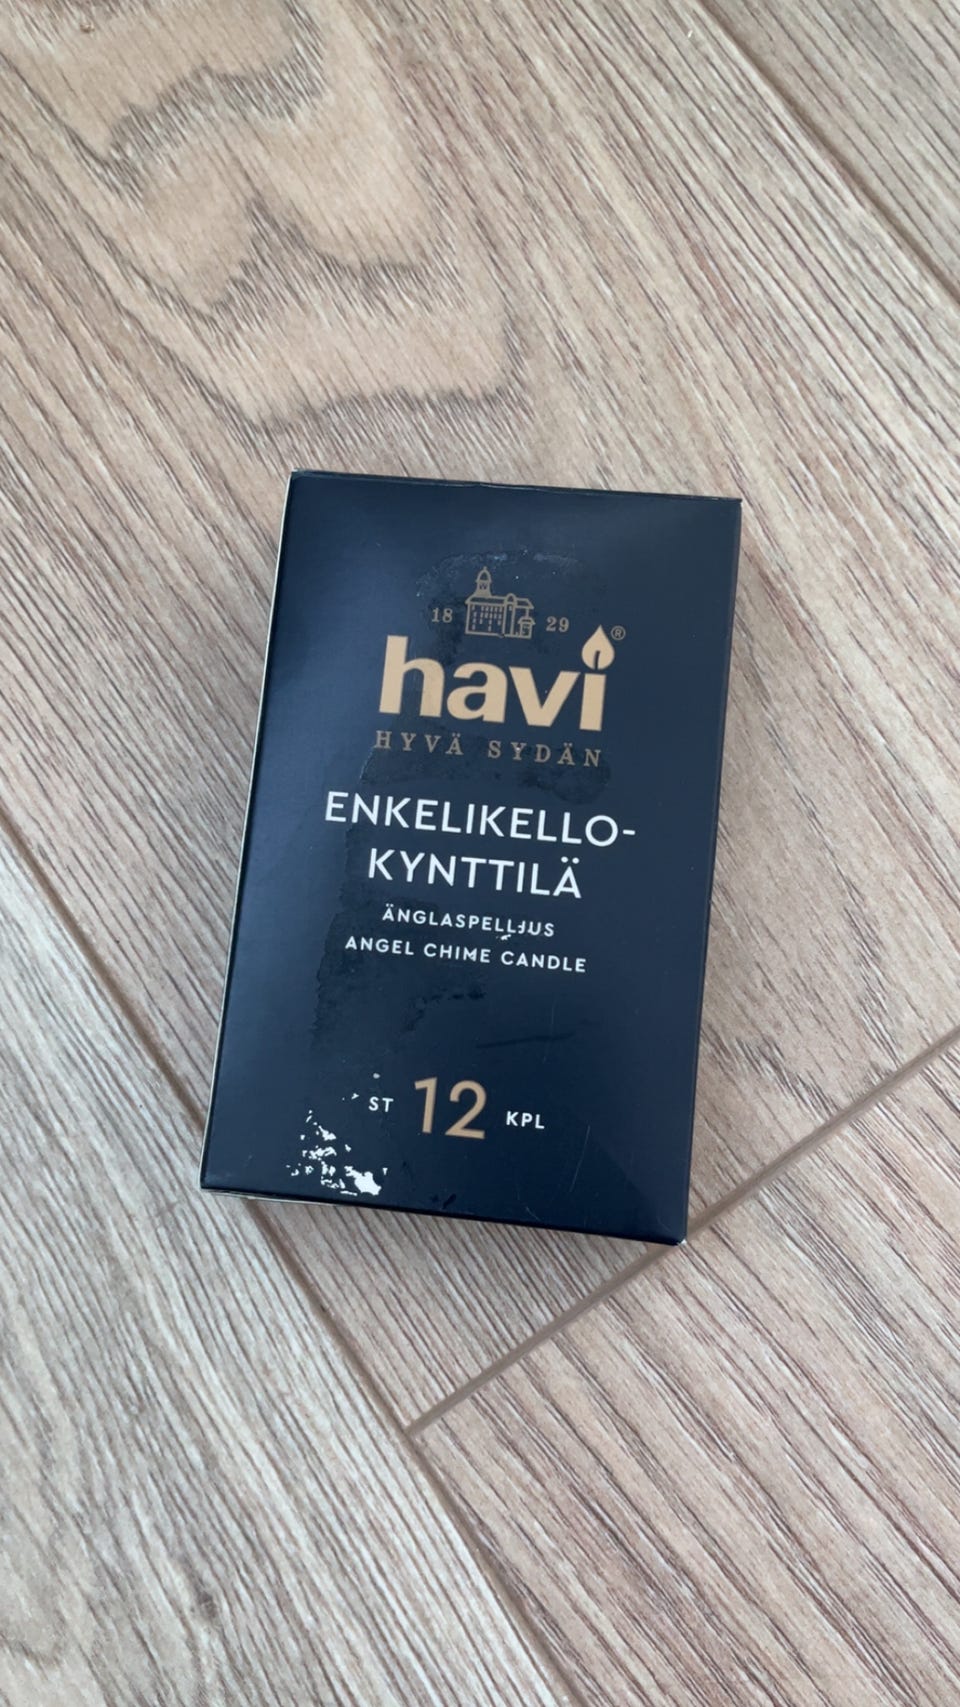 18 29
havi®
HYVÄ SYDÄN
ENKELIKELLO-
KYNTTILÄ
ÄNGLASPELLJUS
ANGEL CHIME CANDLE
ST 12 KPL